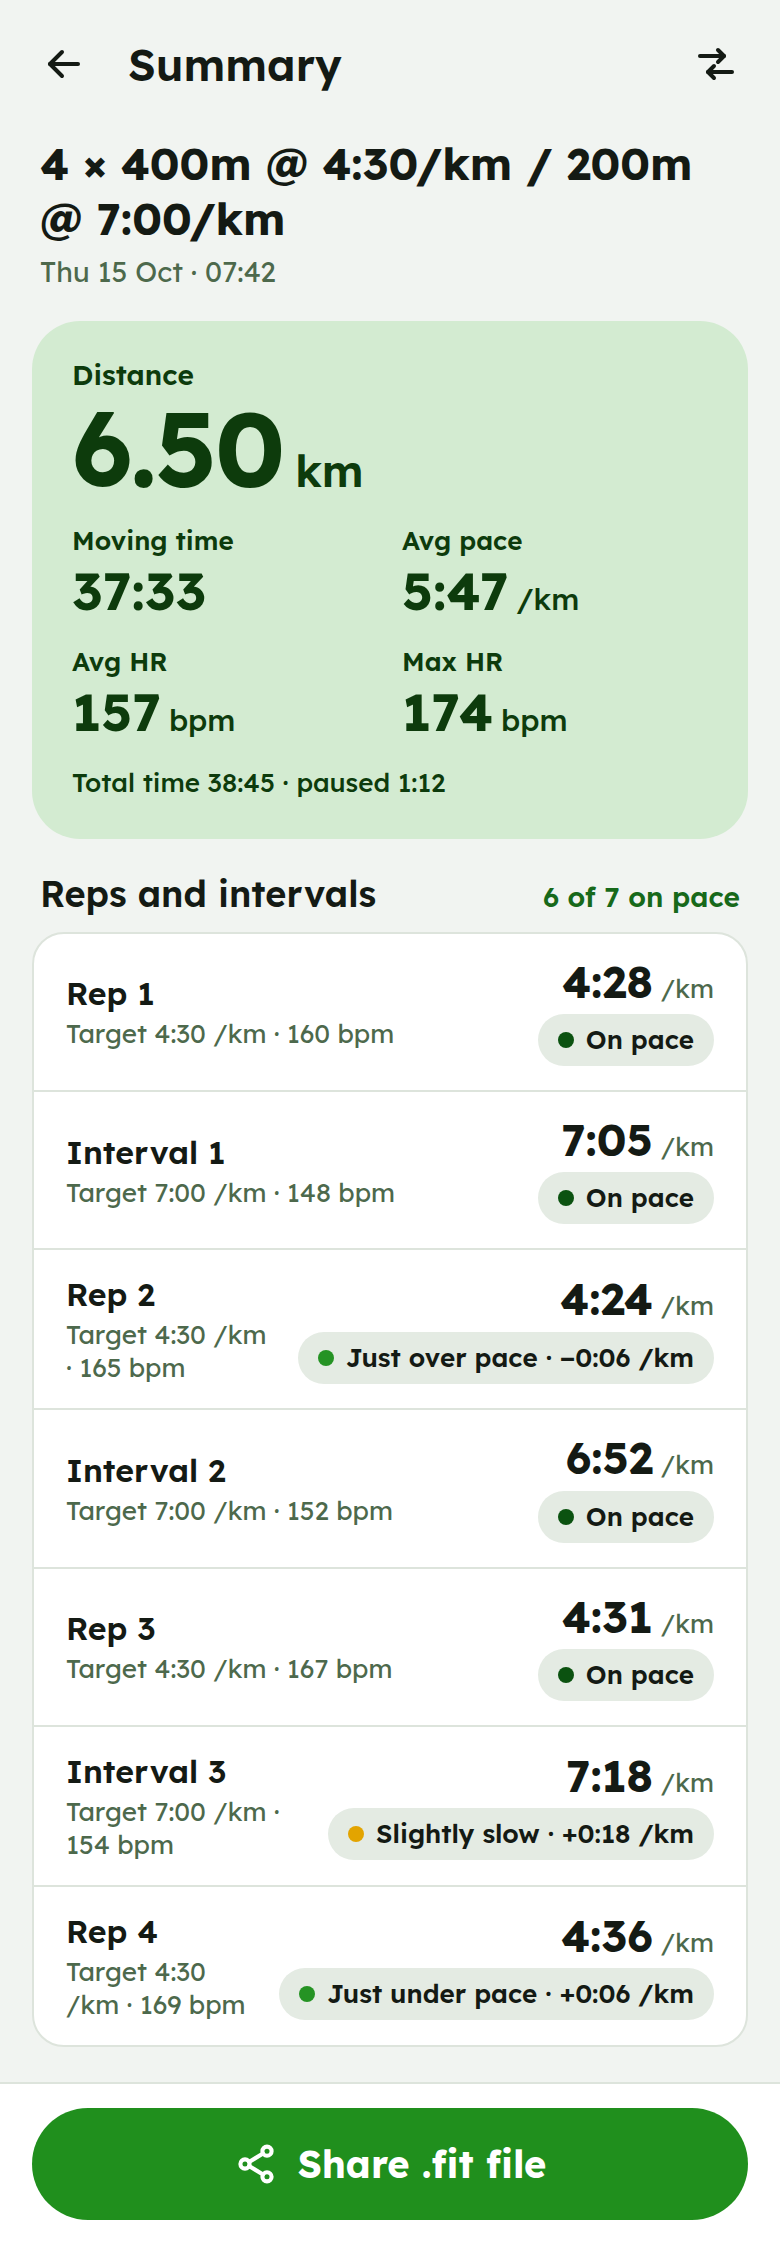 Summary
4 × 400m @ 4:30/km / 200m
@ 7:00/km
Thu 15 Oct · 07:42
Distance
6.50 km
Moving time
37:33
Avg pace
5:47 /km
Avg HR
157 bpm
Max HR
174 bpm
Total time 38:45 · paused 1:12
Reps and intervals
6 of 7 on pace
Rep 1
Target 4:30 /km · 160 bpm
4:28 /km
On pace
Interval 1
Target 7:00 /km · 148 bpm
7:05 /km
On pace
Rep 2
Target 4:30 /km
· 165 bpm
4:24 /km
Just over pace · −0:06 /km
Interval 2
Target 7:00 /km · 152 bpm
6:52 /km
On pace
Rep 3
Target 4:30 /km · 167 bpm
4:31 /km
On pace
Interval 3
Target 7:00 /km ·
154 bpm
7:18 /km
Slightly slow · +0:18 /km
Rep 4
Target 4:30
/km · 169 bpm
4:36 /km
Just under pace · +0:06 /km
Share .fit file